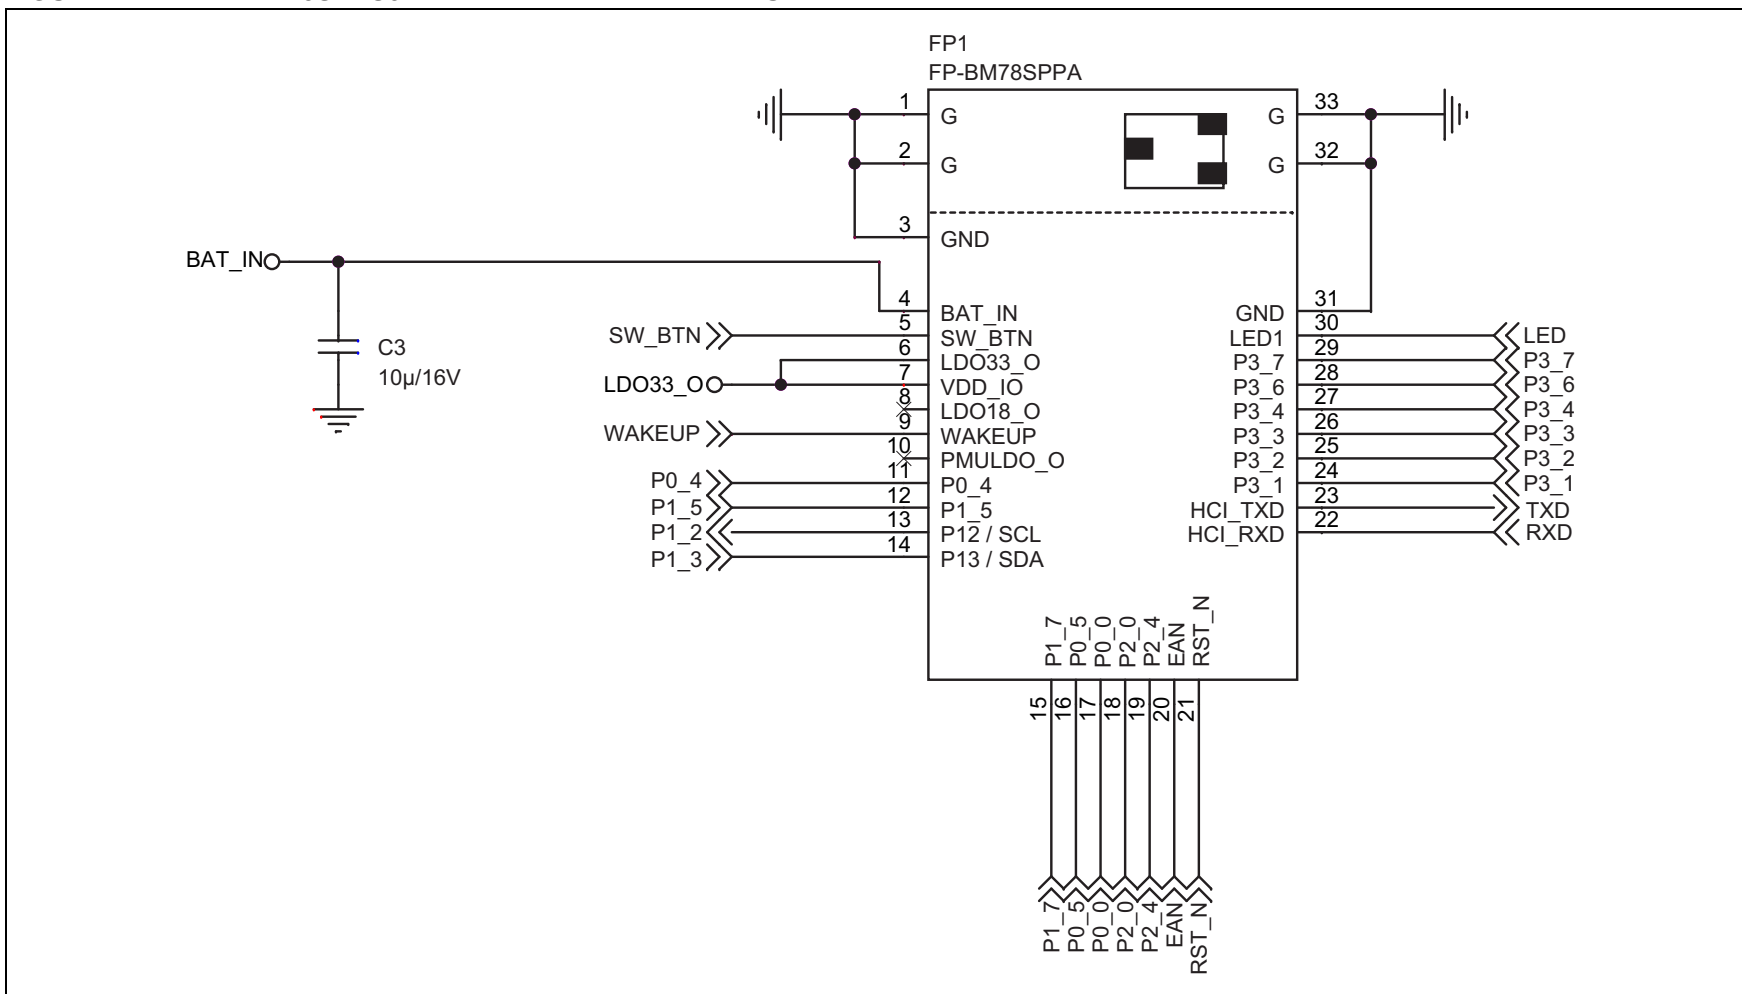 FP1
FP-BM78SPPA
1
G
2
G
3
GND
33
G
32
G
BAT_IN
C3
10µ/16V
4
BAT_IN
SW_BTN
5
SW_BTN
6
LDO33_O
LDO33_O
7
VDD_IO
8
LDO18_O
WAKEUP
9
WAKEUP
10
PMULDO_O
P0_4
11
P0_4
P1_5
12
P1_5
P1_2
13
P12 / SCL
P1_3
14
P13 / SDA
31
GND
30
LED1
LED
29
P3_7
P3_7
28
P3_6
P3_6
27
P3_4
P3_4
26
P3_3
P3_3
25
P3_2
P3_2
24
P3_1
P3_1
23
HCI_TXD
TXD
22
HCI_RXD
RXD
P1_7
P0_5
P0_0
P2_0
P2_4
EAN
RST_N
15
16
17
18
19
20
21
P1_7
P0_5
P0_0
P2_0
P2_4
EAN
RST_N